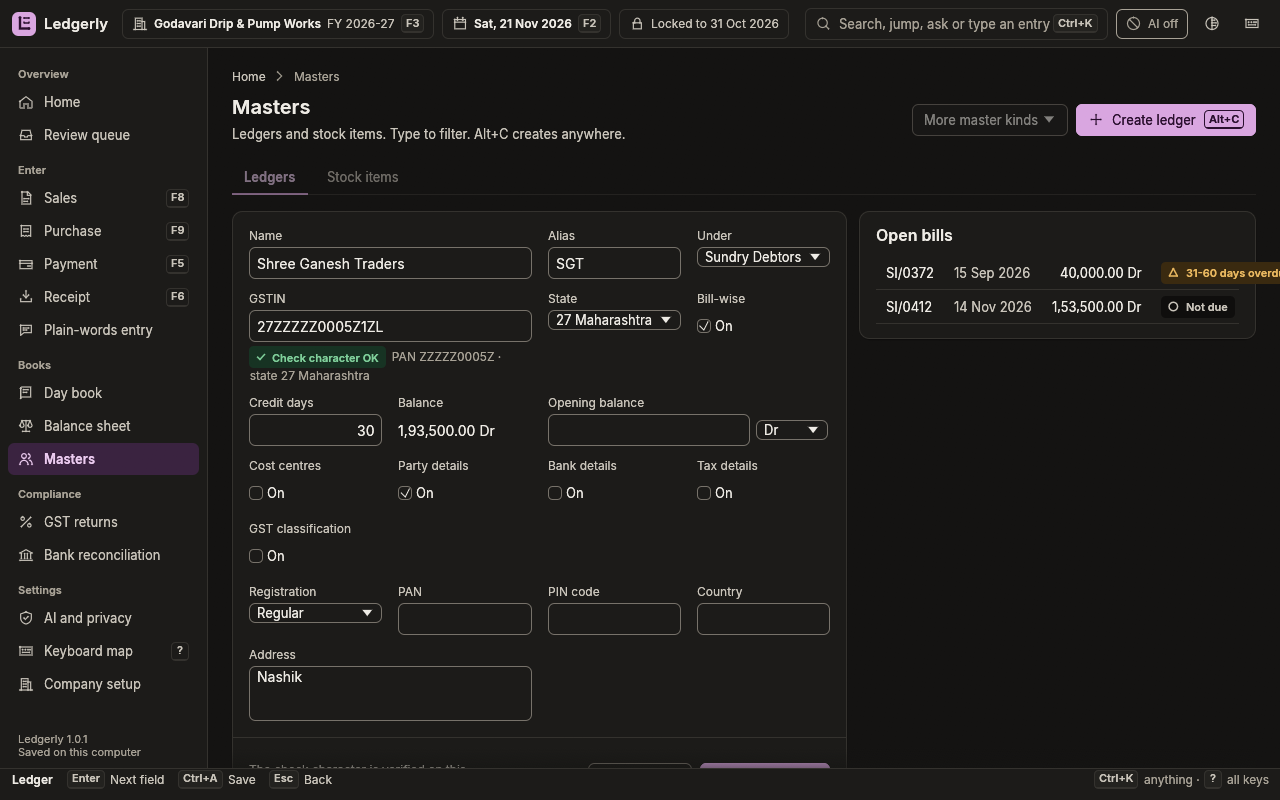 Ledgerly
Godavari Drip & Pump Works FY 2026-27 F3
Sat, 21 Nov 2026 F2
Locked to 31 Oct 2026
Search, jump, ask or type an entry Ctrl+K
AI off
Overview
Home
Review queue
Enter
Sales F8
Purchase F9
Payment F5
Receipt F6
Plain-words entry
Books
Day book
Balance sheet
Masters
Compliance
GST returns
Bank reconciliation
Settings
AI and privacy
Keyboard map ?
Company setup
Ledgerly 1.0.1
Saved on this computer
Home > Masters
Masters
Ledgers and stock items. Type to filter. Alt+C creates anywhere.
More master kinds
+ Create ledger Alt+C
Ledgers Stock items
Name Alias Under
Shree Ganesh Traders SGT Sundry Debtors
GSTIN State Bill-wise
27ZZZZZ0005Z1ZL 27 Maharashtra On
Check character OK PAN ZZZZZ0005Z ·
state 27 Maharashtra
Credit days Balance Opening balance
30 1,93,500.00 Dr Dr
Cost centres Party details Bank details Tax details
On On On On
GST classification
On
Registration PAN PIN code Country
Regular
Address
Nashik
Open bills
SI/0372 15 Sep 2026 40,000.00 Dr 31-60 days
SI/0412 14 Nov 2026 1,53,500.00 Dr Not due
Ledger Enter Next field Ctrl+A Save Esc Back
Ctrl+K anything · ? all keys